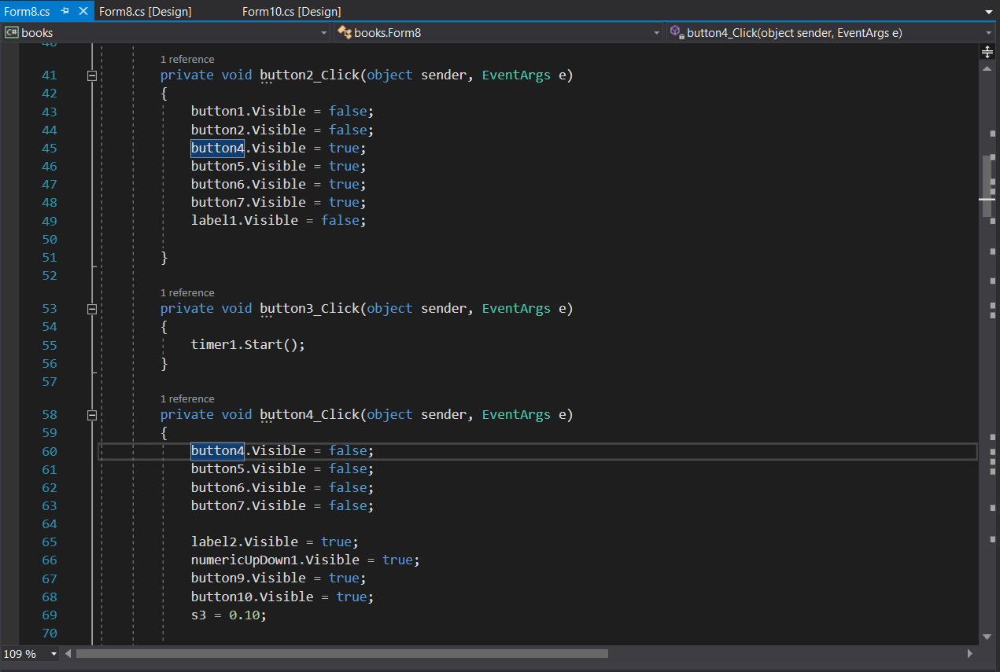 Form8.cs Form8.cs [Design] Form10.cs [Design]
C# books books.Form8 button4_Click(object sender, EventArgs e)
40
1 reference
41 private void button2_Click(object sender, EventArgs e)
42 {
43 button1.Visible = false;
44 button2.Visible = false;
45 button4.Visible = true;
46 button5.Visible = true;
47 button6.Visible = true;
48 button7.Visible = true;
49 label1.Visible = false;
50
51 }
52
1 reference
53 private void button3_Click(object sender, EventArgs e)
54 {
55 timer1.Start();
56 }
57
1 reference
58 private void button4_Click(object sender, EventArgs e)
59 {
60 button4.Visible = false;
61 button5.Visible = false;
62 button6.Visible = false;
63 button7.Visible = false;
64
65 label2.Visible = true;
66 numericUpDown1.Visible = true;
67 button9.Visible = true;
68 button10.Visible = true;
69 s3 = 0.10;
70
109 %